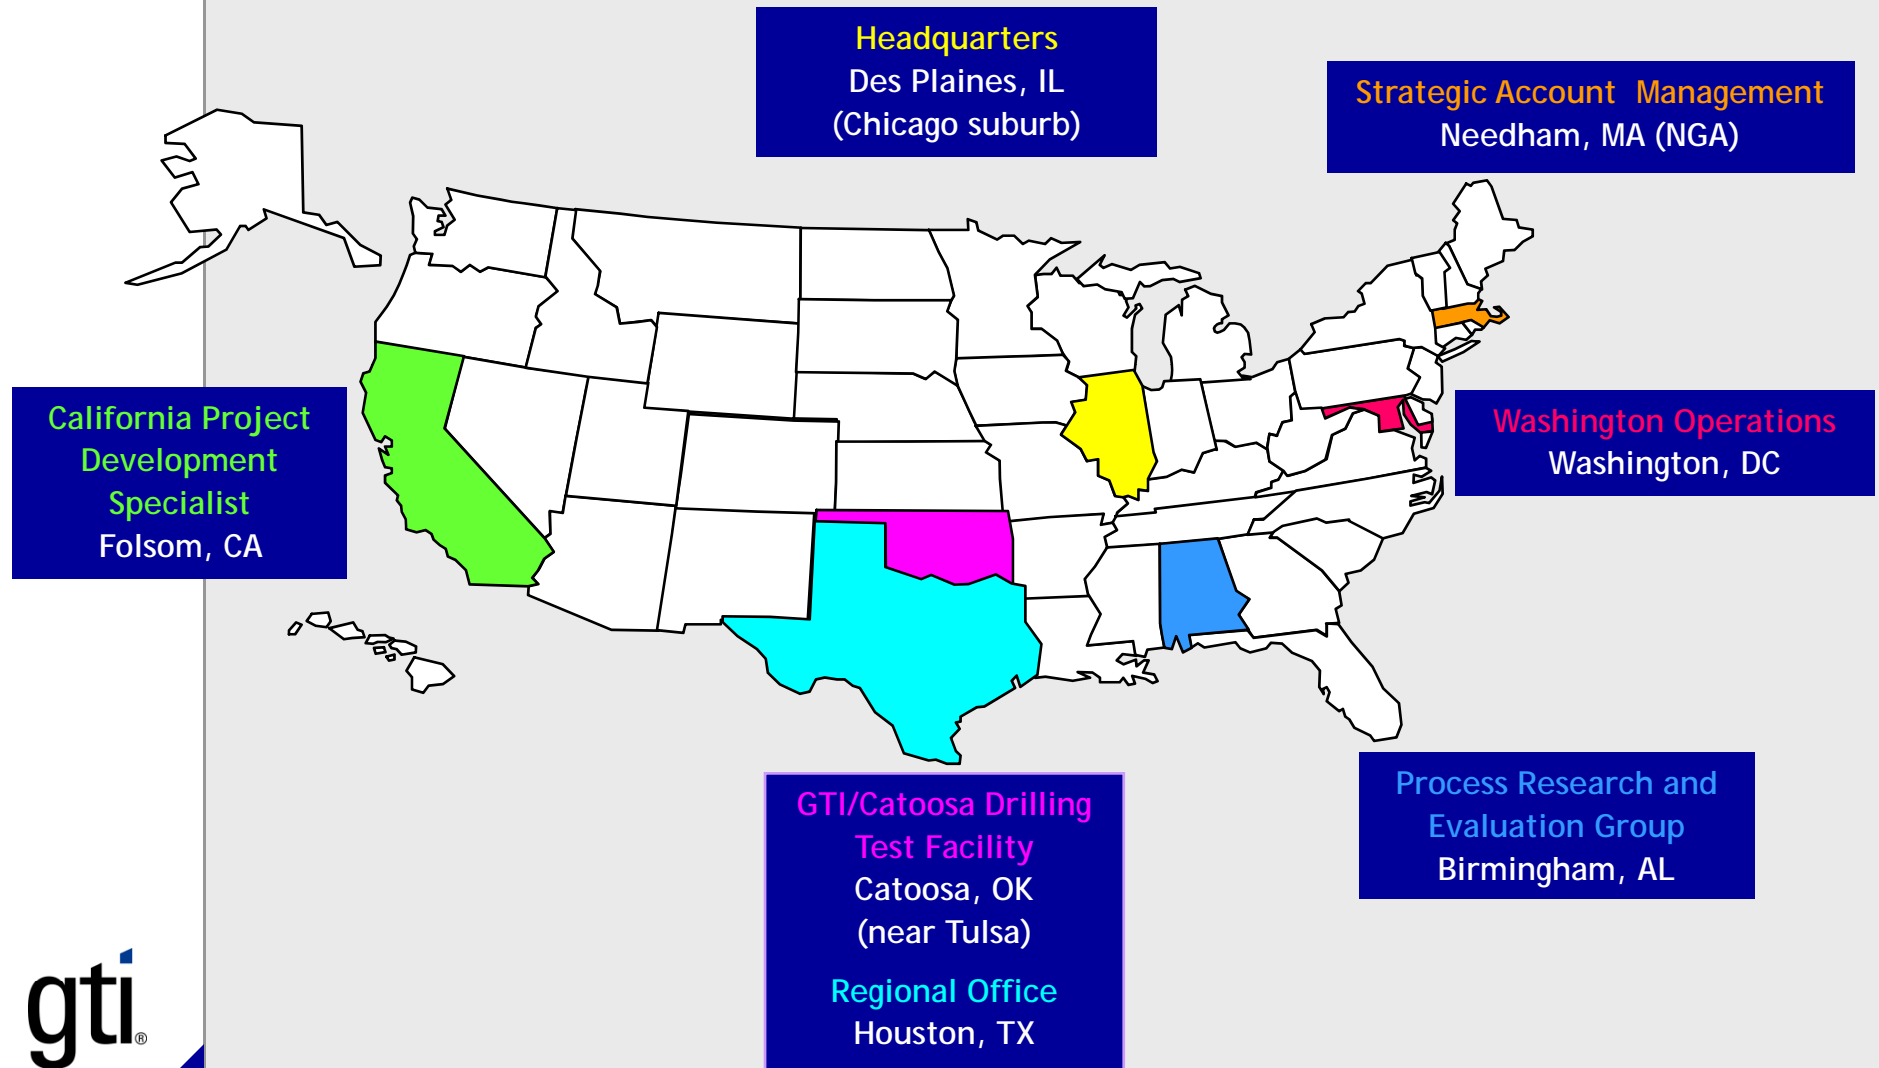 Headquarters
Des Plaines, IL
(Chicago suburb)
Strategic Account Management
Needham, MA (NGA)
California Project
Development
Specialist
Folsom, CA
Washington Operations
Washington, DC
GTI/Catoosa Drilling
Test Facility
Catoosa, OK
(near Tulsa)
Regional Office
Houston, TX
Process Research and
Evaluation Group
Birmingham, AL
gti®